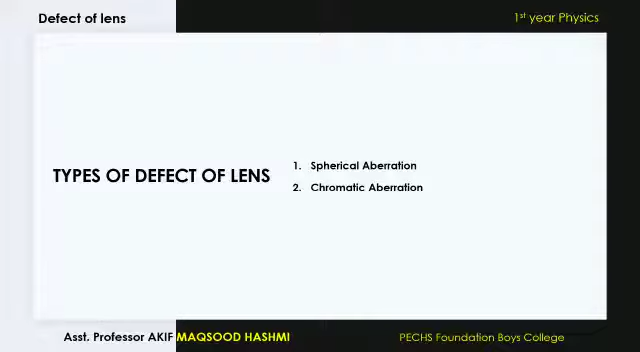 Defect of lens
1st year Physics
TYPES OF DEFECT OF LENS
1. Spherical Aberration
2. Chromatic Aberration
Asst. Professor AKIF MAQSOOD HASHMI
PECHS Foundation Boys College